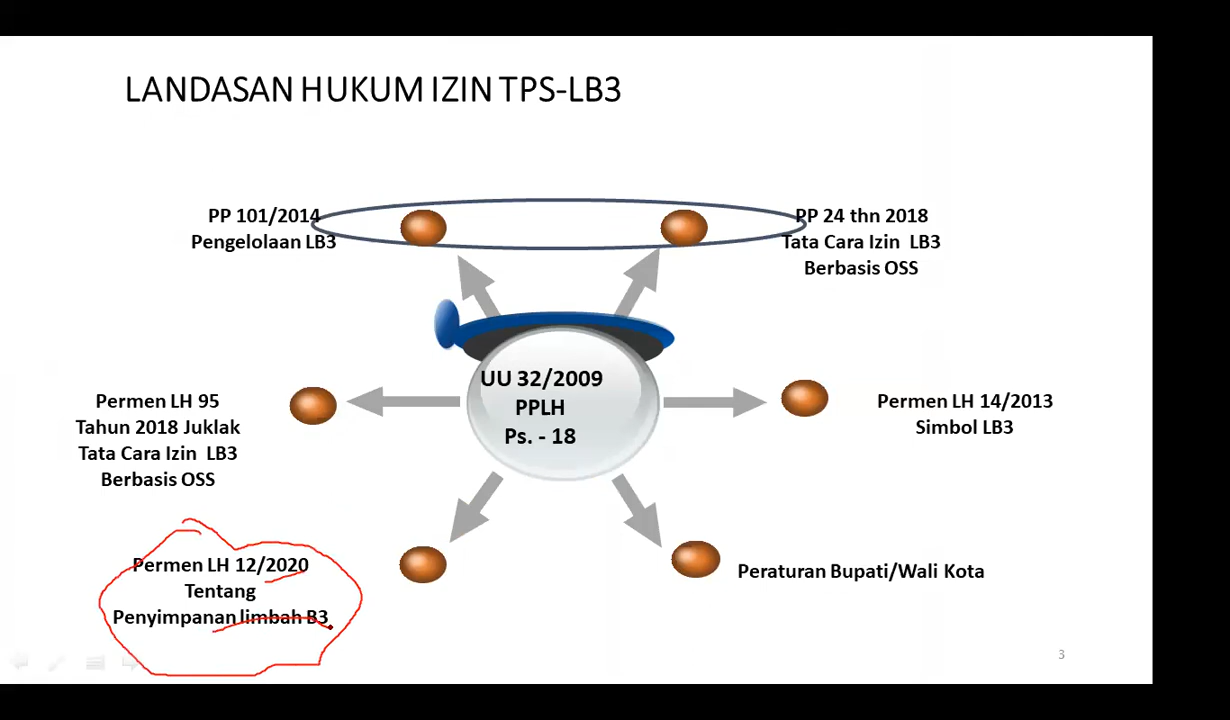 LANDASAN HUKUM IZIN TPS-LB3
PP 101/2014
Pengelolaan LB3
PP 24 thn 2018
Tata Cara Izin LB3
Berbasis OSS
UU 32/2009
PPLH
Ps. - 18
Permen LH 95
Tahun 2018 Juklak
Tata Cara Izin LB3
Berbasis OSS
Permen LH 14/2013
Simbol LB3
Permen LH 12/2020
Tentang
Penyimpanan limbah B3
Peraturan Bupati/Wali Kota
3